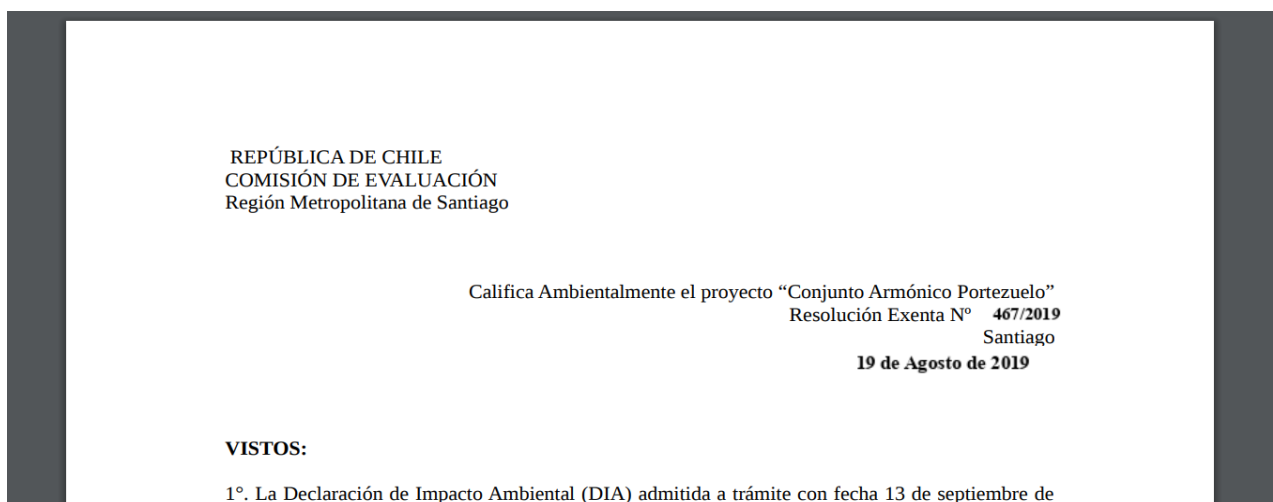 REPÚBLICA DE CHILE
COMISIÓN DE EVALUACIÓN
Región Metropolitana de Santiago
Califica Ambientalmente el proyecto “Conjunto Armónico Portezuelo”
Resolución Exenta Nº 467/2019
Santiago
19 de Agosto de 2019
VISTOS:
1°. La Declaración de Impacto Ambiental (DIA) admitida a trámite con fecha 13 de septiembre de